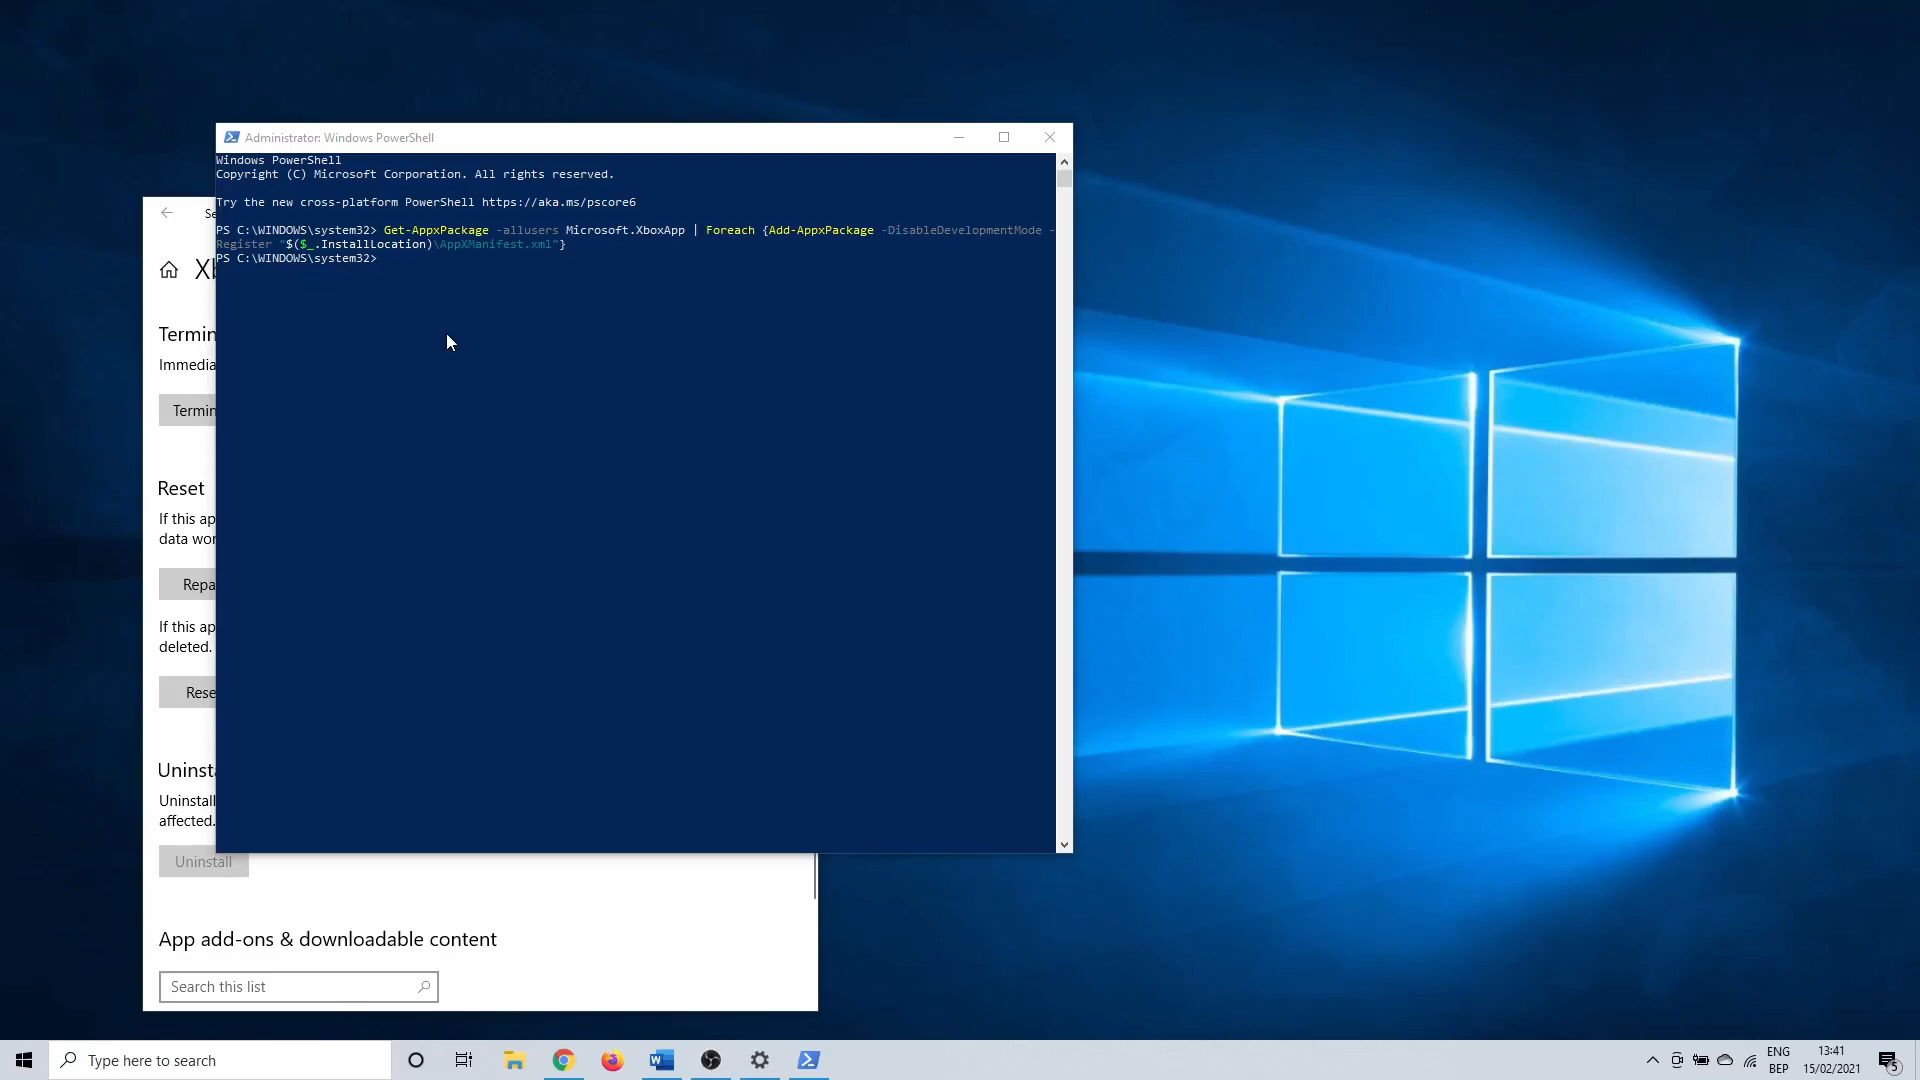 Administrator: Windows PowerShell
Windows PowerShell
Copyright (C) Microsoft Corporation. All rights reserved.
Try the new cross-platform PowerShell https://aka.ms/pscore6
PS C:\WINDOWS\system32> Get-AppxPackage -allusers Microsoft.XboxApp | Foreach {Add-AppxPackage -DisableDevelopmentMode -
Register "$($_.InstallLocation)\AppXManifest.xml"}
PS C:\WINDOWS\system32>
Se
Xb
Termin
Immedia
Termin
Reset
If this ap
data wor
Repa
If this ap
deleted.
Rese
Uninsta
Uninstall
affected.
Uninstall
App add-ons & downloadable content
Search this list
Type here to search
ENG
BEP
13:41
15/02/2021
5